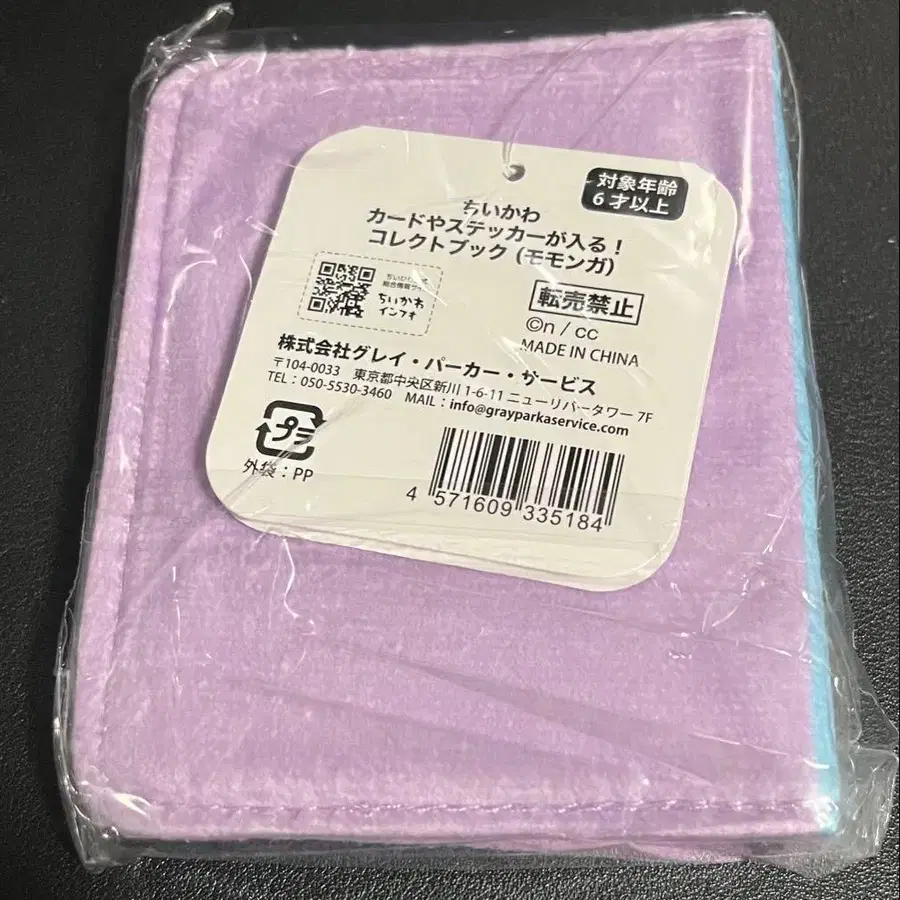 対象年齢
6才以上
ちいかわ
カードやステッカーが入る!
コレクトブック(モモンガ)
ちいかわ
インフォ
転売禁止
©n / cc
MADE IN CHINA
株式会社グレイ・パーカー・サービス
〒104-0033 東京都中央区新川 1-6-11 ニューリバータワー 7F
TEL:050-5530-3460 MAIL:info@grayparkaservice.com
プラ
外袋:PP
4 571609 335184